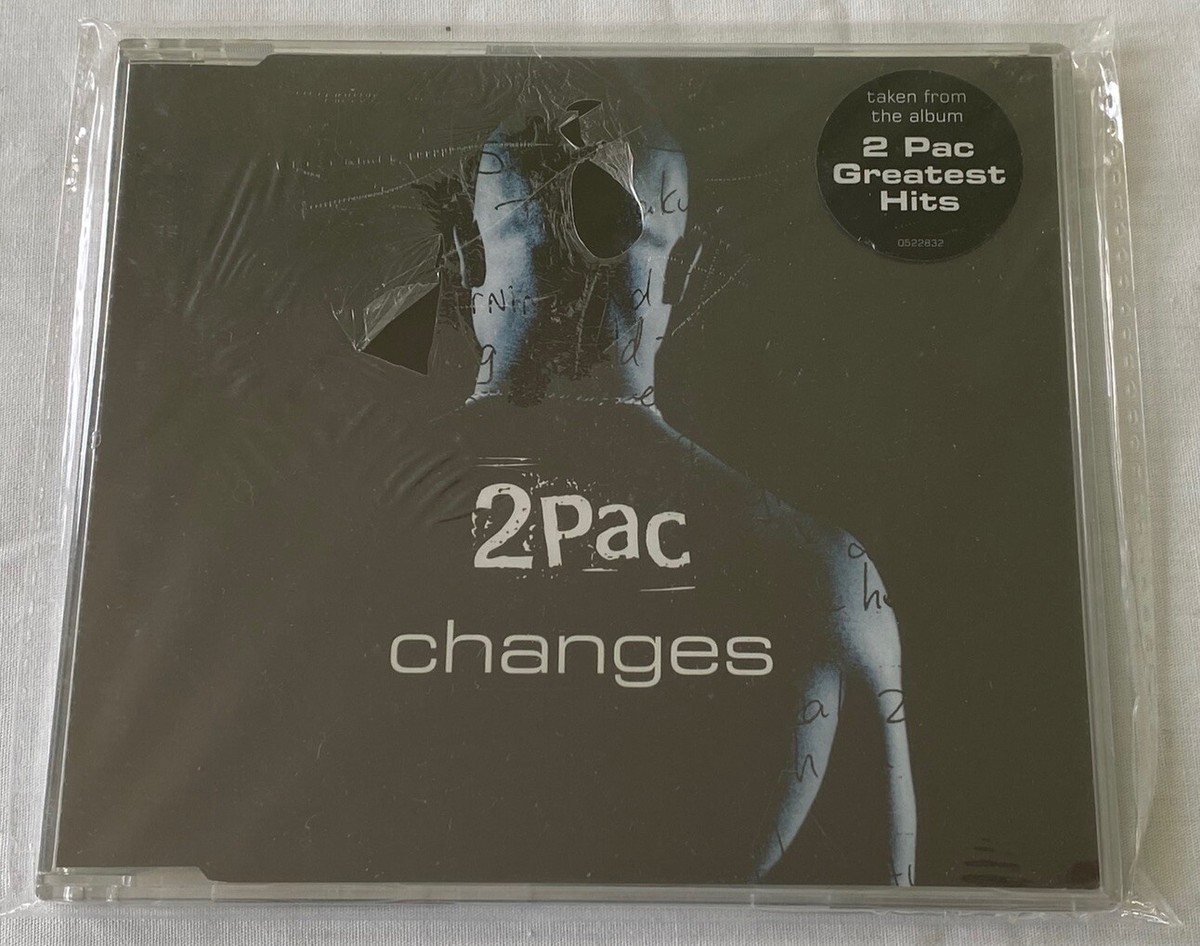 taken from
the album
2 Pac
Greatest
Hits
0522832
2Pac
changes